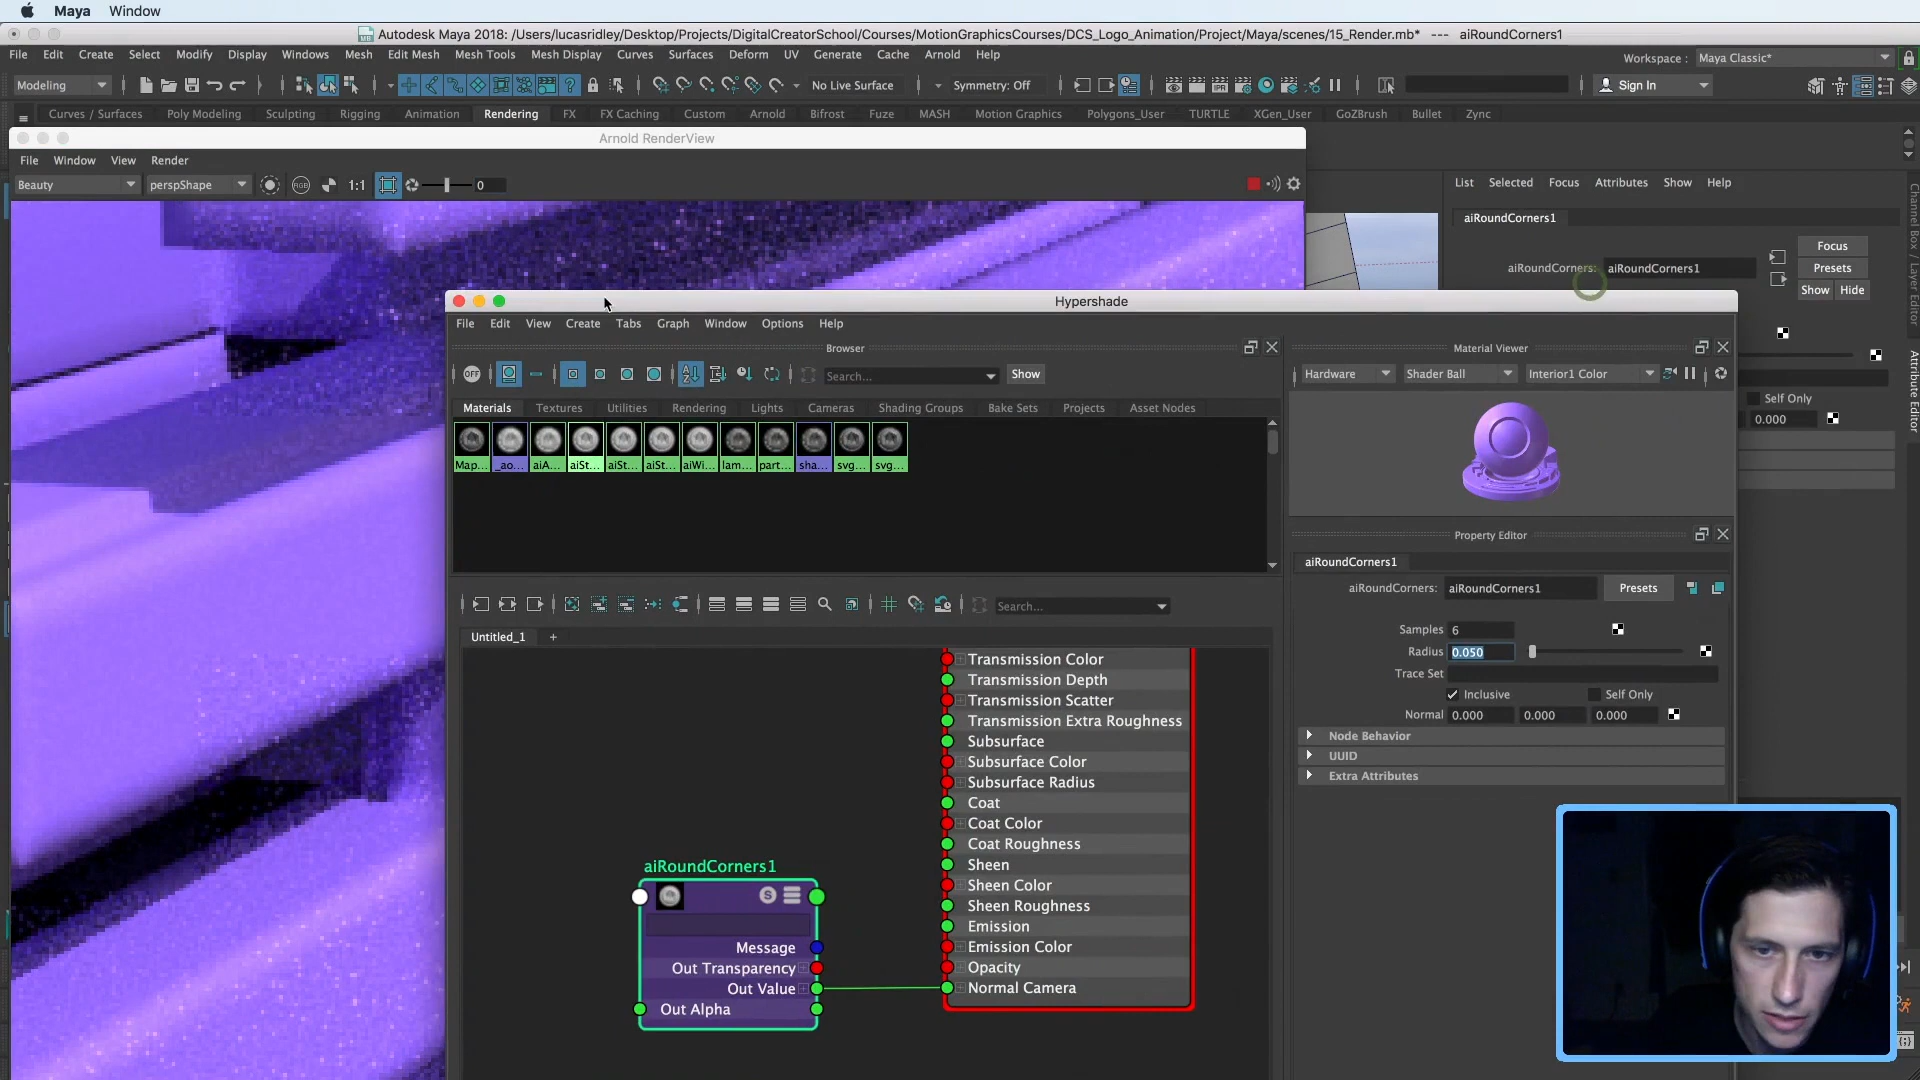 Maya Window
Autodesk Maya 2018: /Users/lucasridley/Desktop/Projects/DigitalCreatorSchool/Courses/MotionGraphicsCourses/DCS_Logo_Animation/Project/Maya/scenes/15_Render.mb* --- aiRoundCorners1
File Edit Create Select Modify Display Windows Mesh Edit Mesh Mesh Tools Mesh Display Curves Surfaces Deform UV Generate Cache Arnold Help
Workspace : Maya Classic*
Modeling No Live Surface Symmetry: Off Sign In
Curves / Surfaces Poly Modeling Sculpting Rigging Animation Rendering FX FX Caching Custom Arnold Bifrost Fuze MASH Motion Graphics Polygons_User TURTLE XGen_User GoZBrush Bullet Zync
Arnold RenderView
File Window View Render
Beauty perspShape RGB 1:1 0
List Selected Focus Attributes Show Help
aiRoundCorners1
aiRoundCorners: aiRoundCorners1
Focus
Presets
Show Hide
Self Only
0.000
Channel Box / Layer Editor
Attribute Editor
Hypershade
File Edit View Create Tabs Graph Window Options Help
Browser
OFF Search... Show
Materials Textures Utilities Rendering Lights Cameras Shading Groups Bake Sets Projects Asset Nodes
Map... _ao... aiA... aiSt... aiSt... aiSt... aiWi... lam... part... sha... svg... svg...
Material Viewer
Hardware Shader Ball Interior1 Color
Property Editor
aiRoundCorners1
aiRoundCorners: aiRoundCorners1 Presets
Samples 6
Radius 0.050
Trace Set
Inclusive Self Only
Normal 0.000 0.000 0.000
Node Behavior
UUID
Extra Attributes
Search...
Untitled_1 +
Transmission Color
Transmission Depth
Transmission Scatter
Transmission Extra Roughness
Subsurface
Subsurface Color
Subsurface Radius
Coat
Coat Color
Coat Roughness
Sheen
Sheen Color
Sheen Roughness
Emission
Emission Color
Opacity
Normal Camera
aiRoundCorners1
S
Message
Out Transparency
Out Value
Out Alpha